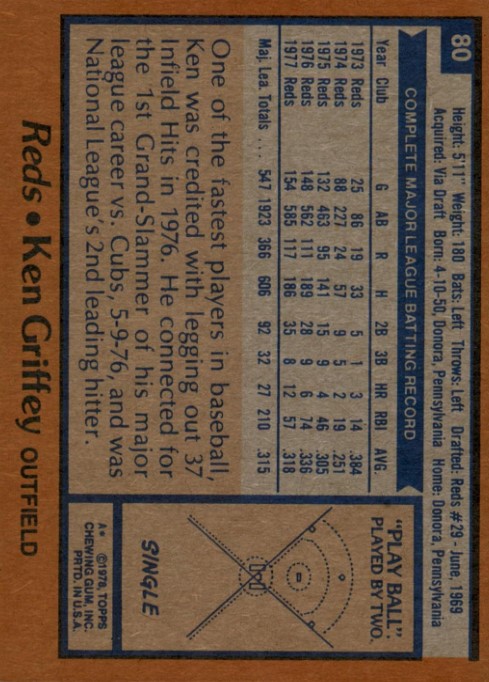 80
Height: 5'11" Weight: 180 Bats: Left Throws: Left Drafted: Reds #29 - June, 1969
Acquired: Via Draft Born: 4-10-50, Donora, Pennsylvania Home: Donora, Pennsylvania
COMPLETE MAJOR LEAGUE BATTING RECORD
Year Club G AB R H 2B 3B HR RBI AVG.
1973 Reds 25 86 19 33 5 1 3 14 .384
1974 Reds 88 227 24 57 9 5 2 19 .251
1975 Reds 132 463 95 141 15 9 4 46 .305
1976 Reds 148 562 111 189 28 9 6 74 .336
1977 Reds 154 585 117 186 35 8 12 57 .318
Maj. Lea. Totals ... 547 1923 366 606 92 32 27 210 .315
One of the fastest players in baseball,
Ken was credited with legging out 37
Infield Hits in 1976. He connected for
the 1st Grand-Slammer of his major
league career vs. Cubs, 5-9-76, and was
National League's 2nd leading hitter.
"PLAY BALL".
PLAYED BY TWO.
SINGLE
A* ©1978 TOPPS
CHEWING GUM, INC.
PRTD. IN U.S.A.
Reds • Ken Griffey OUTFIELD